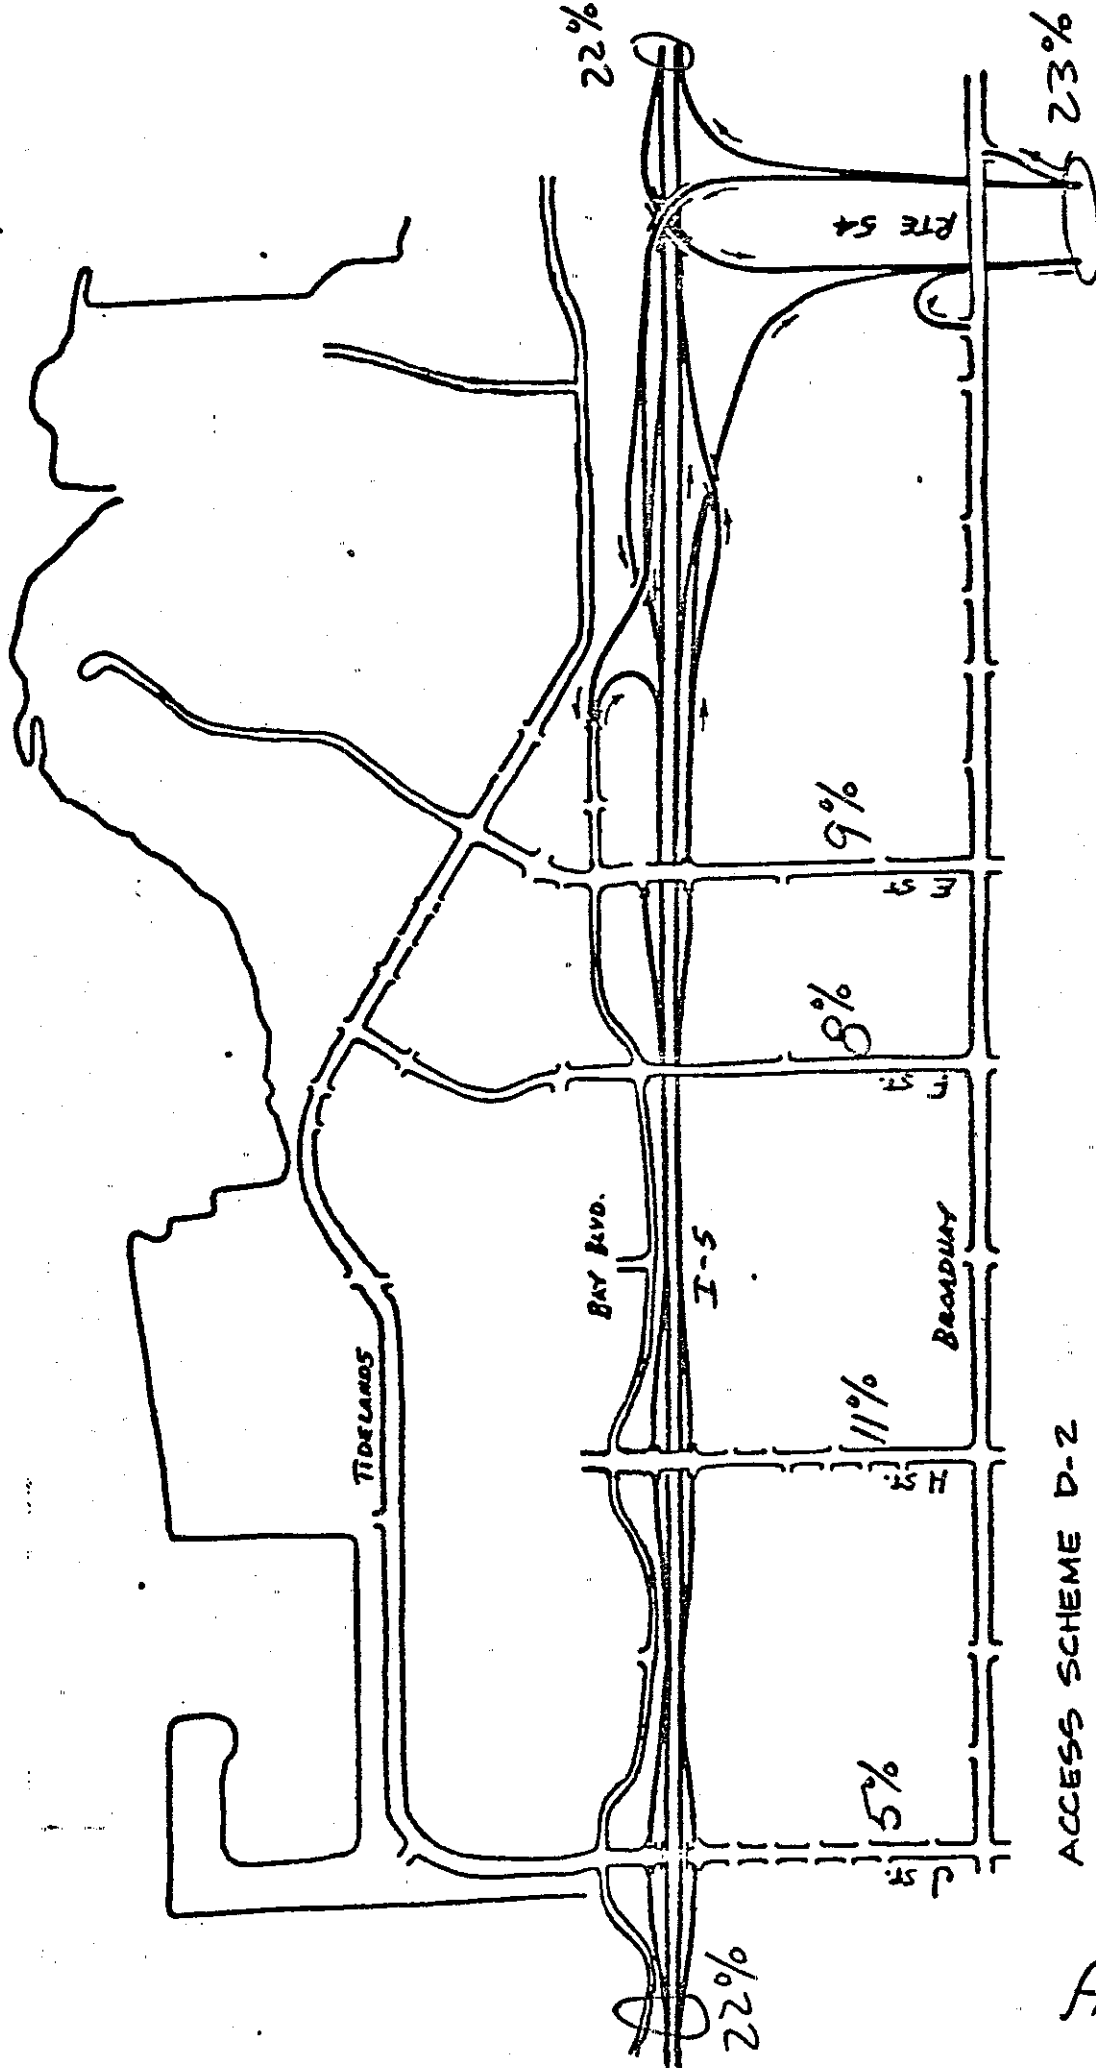 22%
23%
RTE 54
9%
E ST
8%
F ST.
BAY BLVD.
I-5
BROADWAY
TIDELANDS
11%
H ST.
5%
J ST.
22%
ACCESS SCHEME D-2